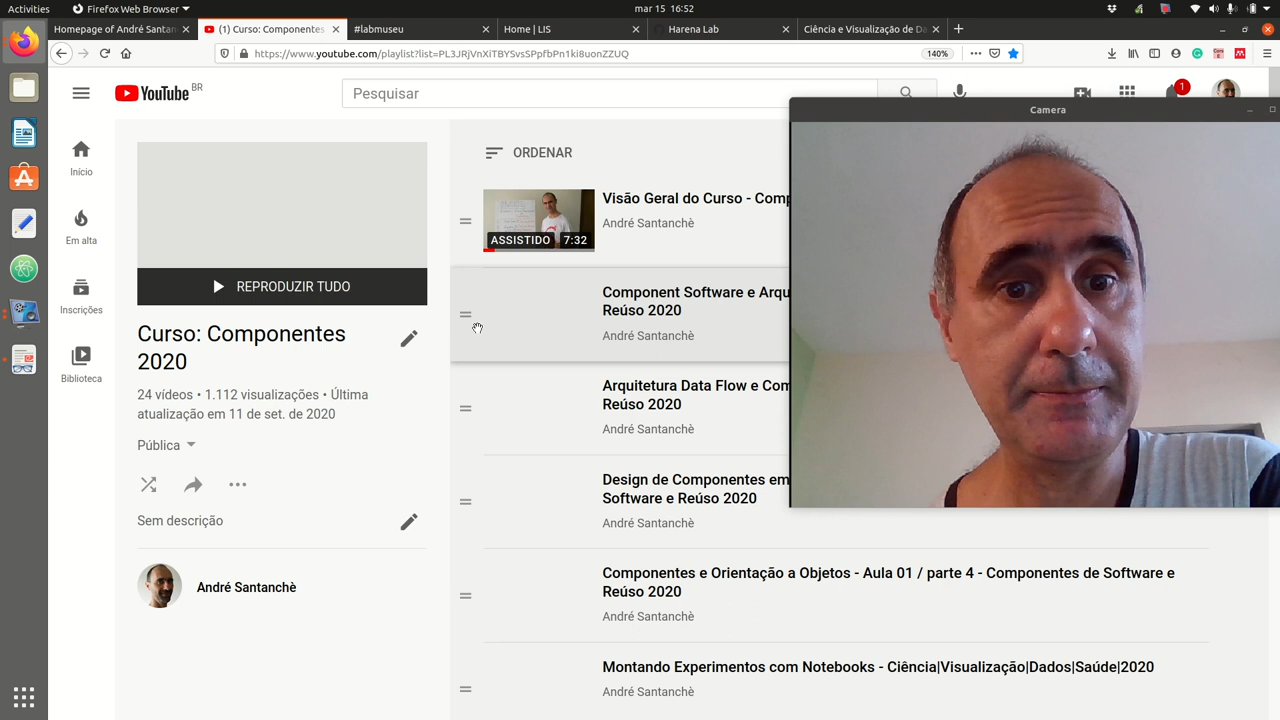 Activities
Firefox Web Browser
mar 15 16:52
Homepage of André Santan
(1) Curso: Componentes
#labmuseu
Home | LIS
Harena Lab
Ciência e Visualização de Da
https://www.youtube.com/playlist?list=PL3JRjVnXiTBYSvsSPpfbPn1ki8uonZZUQ
140%
YouTube BR
Pesquisar
1
Camera
Início
Em alta
Inscrições
Biblioteca
REPRODUZIR TUDO
Curso: Componentes
2020
24 vídeos • 1.112 visualizações • Última
atualização em 11 de set. de 2020
Pública
Sem descrição
André Santanchè
ORDENAR
ASSISTIDO 7:32
Visão Geral do Curso - Comp
André Santanchè
Component Software e Arqu
Reúso 2020
André Santanchè
Arquitetura Data Flow e Com
Reúso 2020
André Santanchè
Design de Componentes em
Software e Reúso 2020
André Santanchè
Componentes e Orientação a Objetos - Aula 01 / parte 4 - Componentes de Software e
Reúso 2020
André Santanchè
Montando Experimentos com Notebooks - Ciência|Visualização|Dados|Saúde|2020
André Santanchè